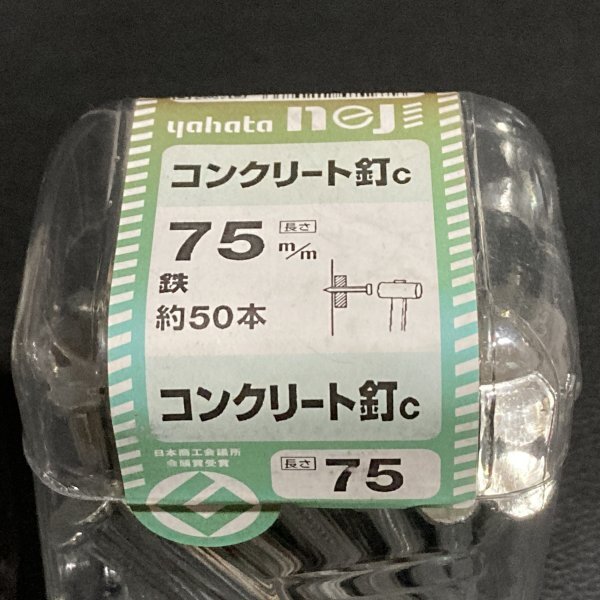 yahata neji
コンクリート釘c
75 長さ m/m
鉄
約50本
コンクリート釘c
日本商工会議所
会頭賞受賞
長さ 75